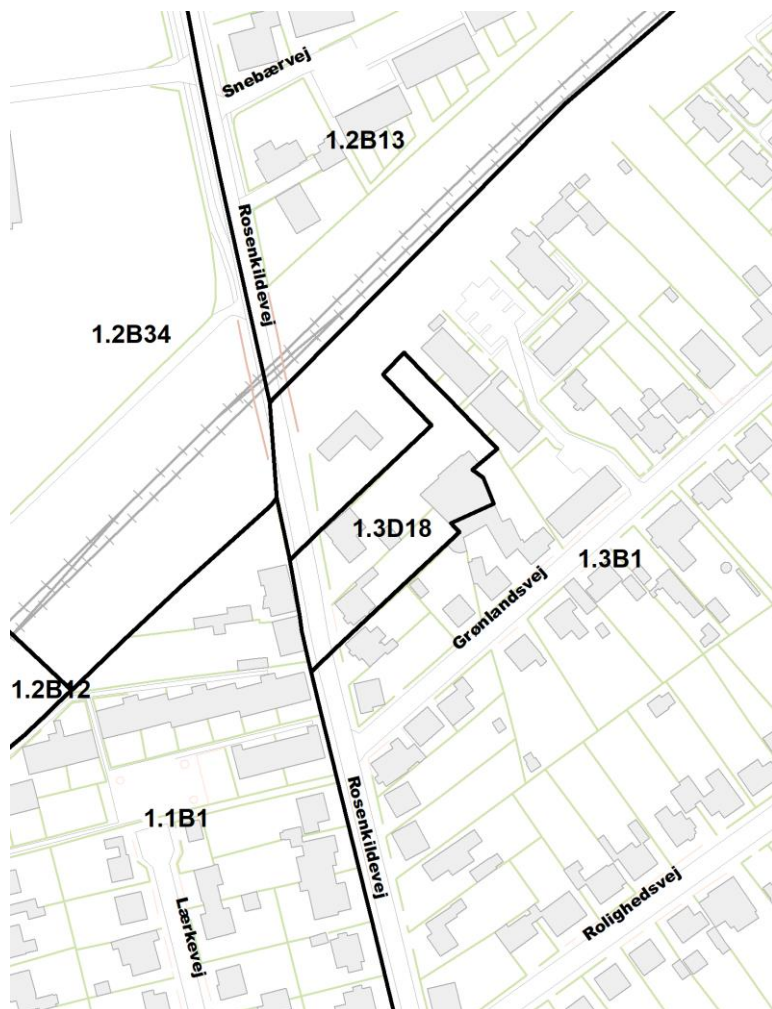 Snebærvej
1.2B13
Rosenkildevej
1.2B34
1.3D18
1.3B1
Grønlandsvej
1.2B12
Rosenkildevej
1.1B1
Rolighedsvej
Lærkevej